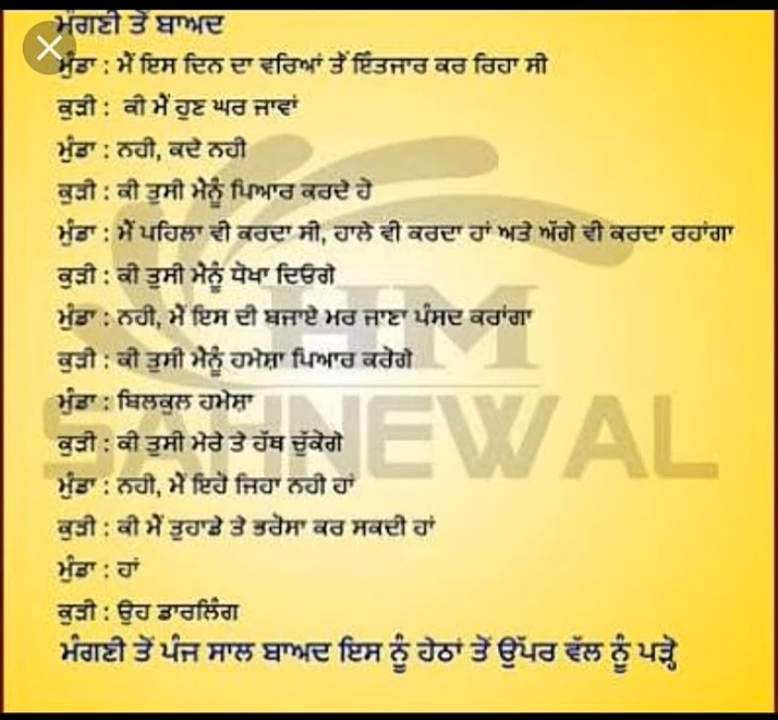 ਮੰਗਣੀ ਤੋਂ ਬਾਅਦ
ਮੁੰਡਾ : ਮੈਂ ਇਸ ਦਿਨ ਦਾ ਵਰਿਆਂ ਤੋਂ ਇੰਤਜਾਰ ਕਰ ਰਿਹਾ ਸੀ
ਕੁੜੀ : ਕੀ ਮੈਂ ਹੁਣ ਘਰ ਜਾਵਾਂ
ਮੁੰਡਾ : ਨਹੀ, ਕਦੇ ਨਹੀ
ਕੁੜੀ : ਕੀ ਤੁਸੀ ਮੈਨੂੰ ਪਿਆਰ ਕਰਦੇ ਹੋ
ਮੁੰਡਾ : ਮੈਂ ਪਹਿਲਾ ਵੀ ਕਰਦਾ ਸੀ, ਹਾਲੇ ਵੀ ਕਰਦਾ ਹਾਂ ਅਤੇ ਅੱਗੇ ਵੀ ਕਰਦਾ ਰਹਾਂਗਾ
ਕੁੜੀ : ਕੀ ਤੁਸੀ ਮੈਨੂੰ ਧੋਖਾ ਦਿਓਗੇ
ਮੁੰਡਾ : ਨਹੀ, ਮੈਂ ਇਸ ਦੀ ਬਜਾਏ ਮਰ ਜਾਣਾ ਪੰਸਦ ਕਰਾਂਗਾ
ਕੁੜੀ : ਕੀ ਤੁਸੀ ਮੈਨੂੰ ਹਮੇਸ਼ਾ ਪਿਆਰ ਕਰੋਗੇ
ਮੁੰਡਾ : ਬਿਲਕੁਲ ਹਮੇਸ਼ਾ
ਕੁੜੀ : ਕੀ ਤੁਸੀ ਮੇਰੇ ਤੇ ਹੱਥ ਚੁੱਕੋਗੇ
ਮੁੰਡਾ : ਨਹੀ, ਮੈਂ ਇਹੋ ਜਿਹਾ ਨਹੀ ਹਾਂ
ਕੁੜੀ : ਕੀ ਮੈਂ ਤੁਹਾਡੇ ਤੇ ਭਰੋਸਾ ਕਰ ਸਕਦੀ ਹਾਂ
ਮੁੰਡਾ : ਹਾਂ
ਕੁੜੀ : ਉਹ ਡਾਰਲਿੰਗ
ਮੰਗਣੀ ਤੋਂ ਪੰਜ ਸਾਲ ਬਾਅਦ ਇਸ ਨੂੰ ਹੇਠਾਂ ਤੋਂ ਉੱਪਰ ਵੱਲ ਨੂੰ ਪੜ੍ਹੋ
HM
SAHNEWAL